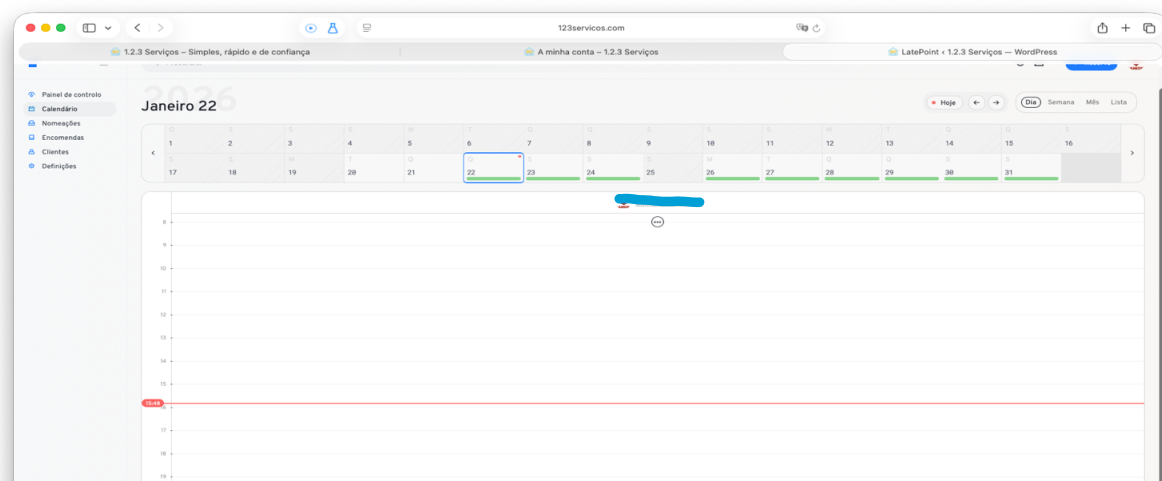 123servicos.com
1.2.3 Serviços – Simples, rápido e de confiança
A minha conta – 1.2.3 Serviços
LatePoint ‹ 1.2.3 Serviços — WordPress
Painel de controlo
Calendário
Nomeações
Encomendas
Clientes
Definições
2026
Janeiro 22
Hoje
Dia Semana Mês Lista
Q S S S M T Q Q S S S M T Q Q S
1 2 3 4 5 6 7 8 9 10 11 12 13 14 15 16
S S M T Q Q S S S M T Q Q S S
17 18 19 20 21 22 23 24 25 26 27 28 29 30 31
8
9
10
11
12
13
14
15
15:48
16
17
18
19